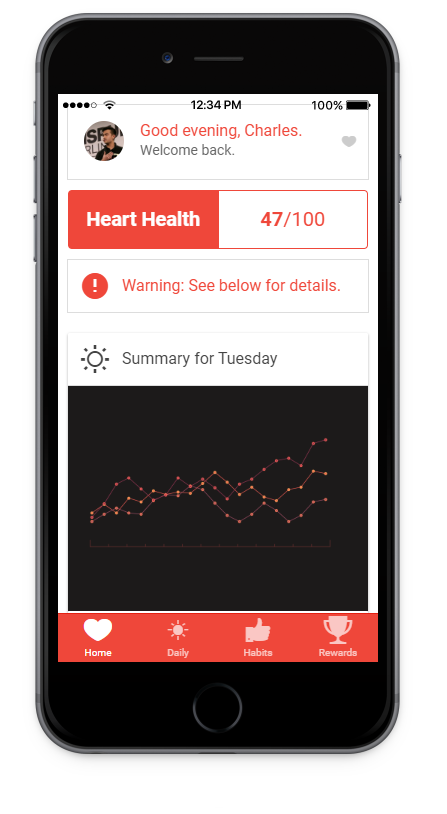 12:34 PM
100%
Good evening, Charles.
Welcome back.
Heart Health
47/100
Warning: See below for details.
Summary for Tuesday
Home
Daily
Habits
Rewards